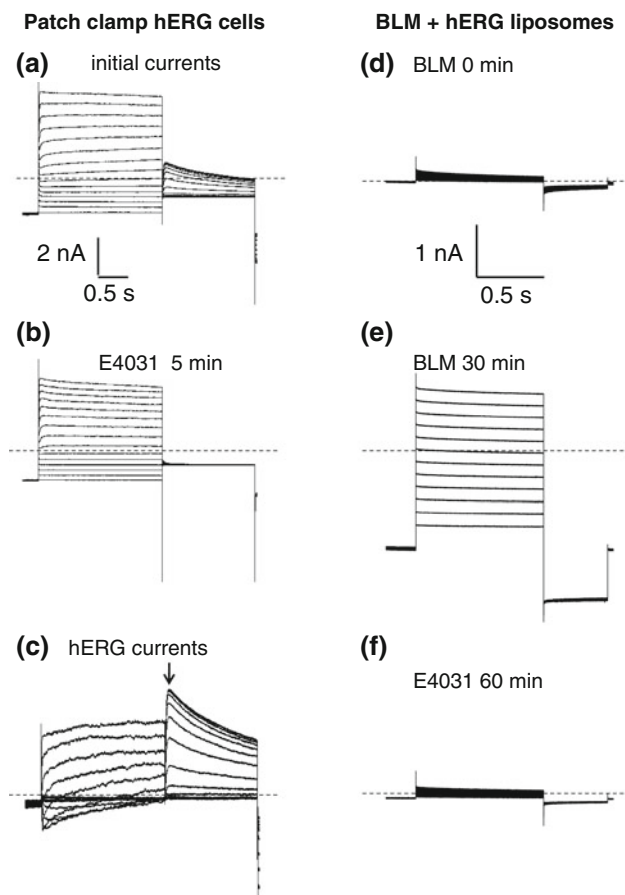 Patch clamp hERG cells
(a) initial currents
2 nA
0.5 s
(b) E4031 5 min
(c) hERG currents
BLM + hERG liposomes
(d) BLM 0 min
1 nA
0.5 s
(e) BLM 30 min
(f) E4031 60 min